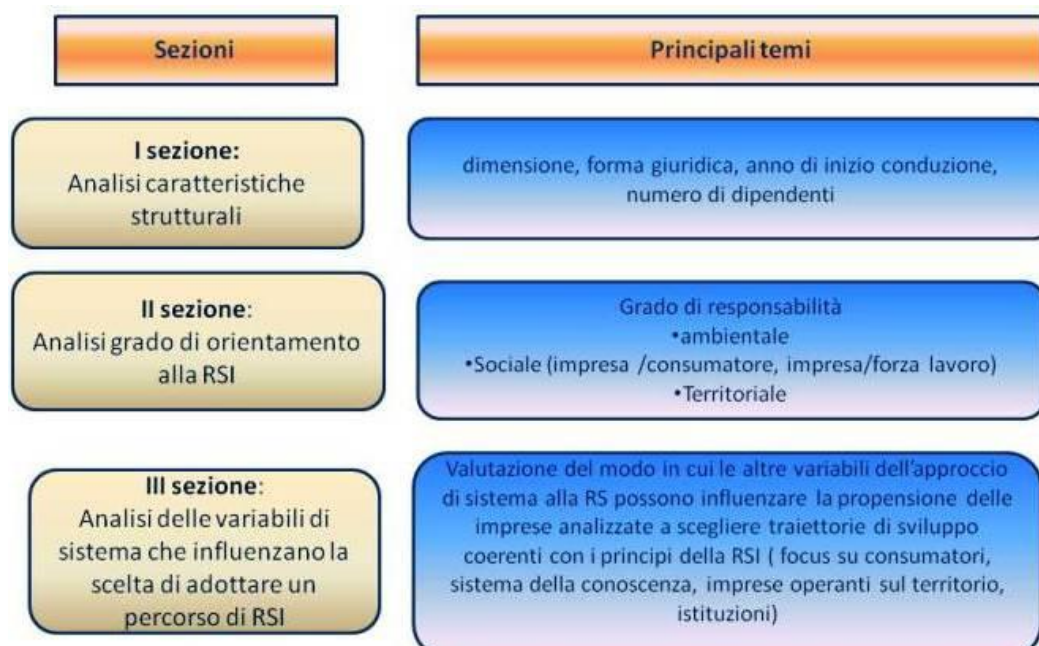 Sezioni
Principali temi
I sezione:
Analisi caratteristiche
strutturali
dimensione, forma giuridica, anno di inizio conduzione,
numero di dipendenti
II sezione:
Analisi grado di orientamento
alla RSI
Grado di responsabilità
•ambientale
•Sociale (impresa /consumatore, impresa/forza lavoro)
•Territoriale
III sezione:
Analisi delle variabili di
sistema che influenzano la
scelta di adottare un
percorso di RSI
Valutazione del modo in cui le altre variabili dell'approccio
di sistema alla RS possono influenzare la propensione delle
imprese analizzate a scegliere traiettorie di sviluppo
coerenti con i principi della RSI ( focus su consumatori,
sistema della conoscenza, imprese operanti sul territorio,
istituzioni)